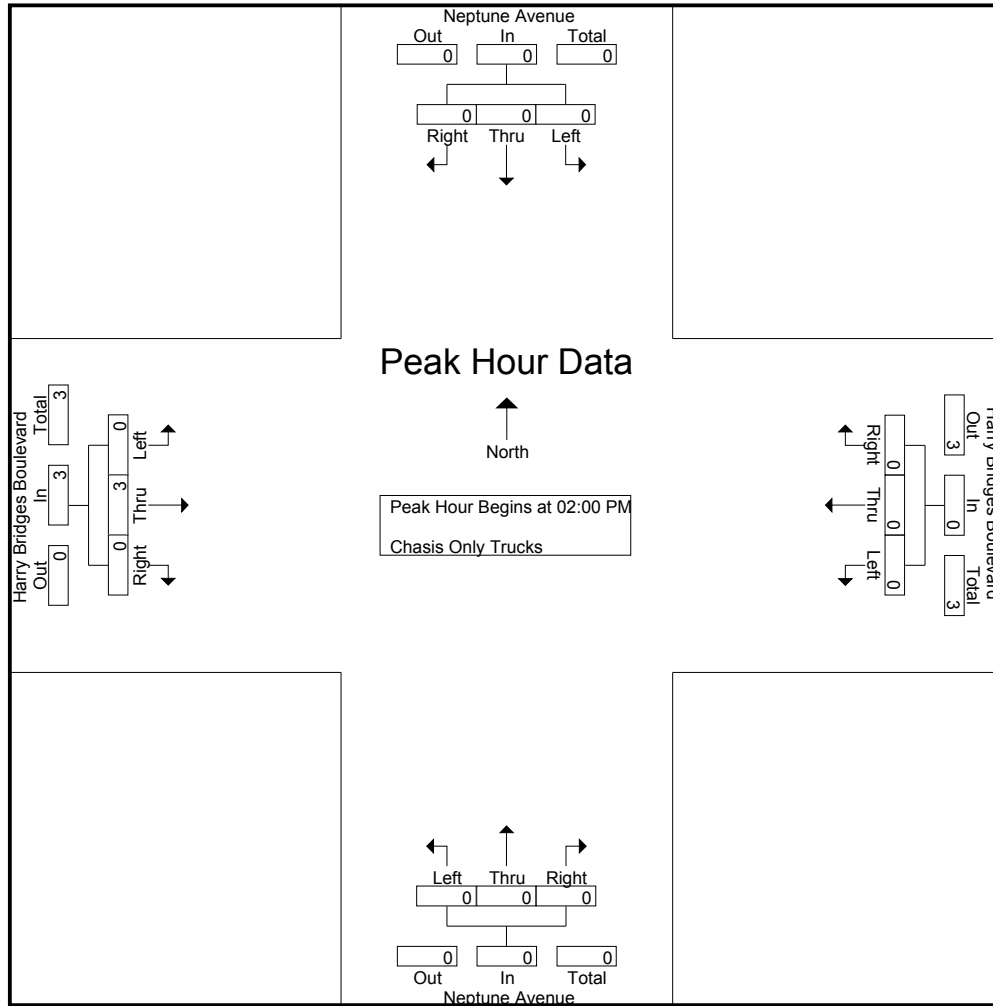 Neptune Avenue
Out In Total
0 0 0
0 0 0
Right Thru Left
Peak Hour Data
North
Peak Hour Begins at 02:00 PM
Chasis Only Trucks
Harry Bridges Boulevard
Total In Out
3 3 0
0 3 0
Left Thru Right
Right Thru Left
0 0 0
Out In Total
3 0 3
Harry Bridges Boulevard
Left Thru Right
0 0 0
0 0 0
Out In Total
Neptune Avenue